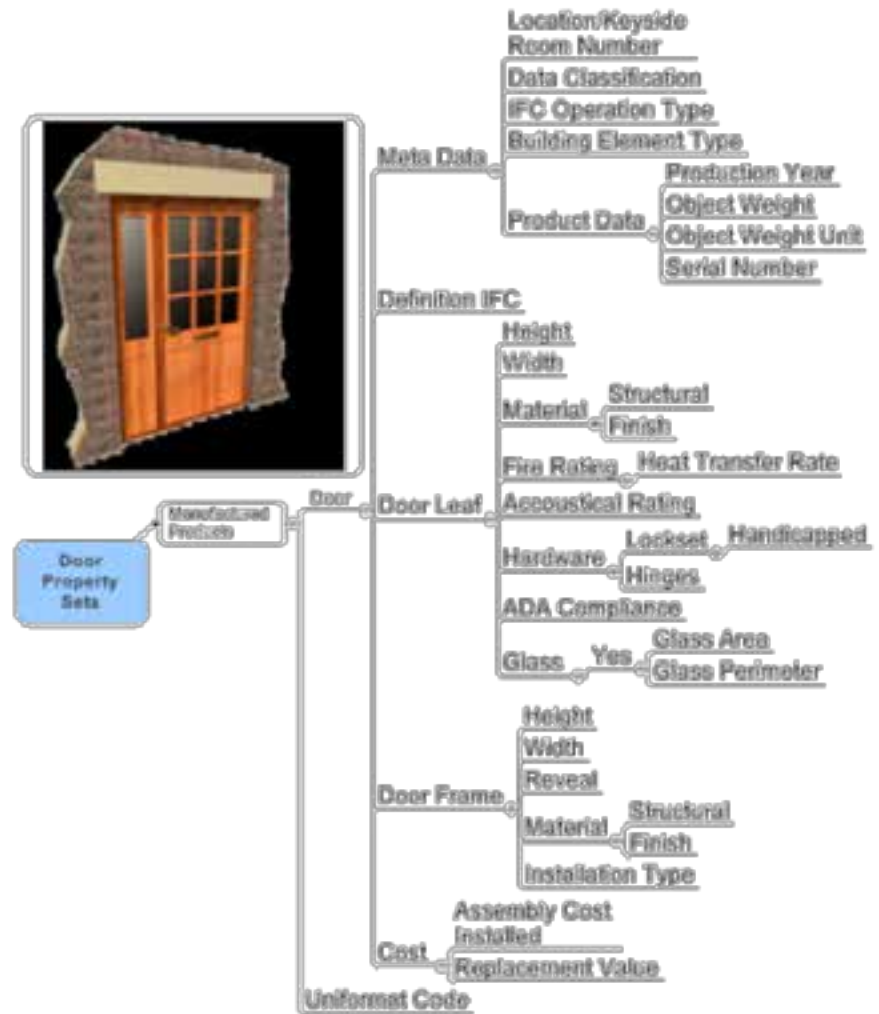 Location/Keyside
Room Number
Data Classification
IFC Operation Type
Building Element Type
Meta Data
Production Year
Object Weight
Product Data
Object Weight Unit
Serial Number
Definition IFC
Height
Width
Structural
Material
Finish
Fire Rating
Heat Transfer Rate
Door
Door Leaf
Accoustical Rating
Manufactured
Products
Lockset
Handicapped
Hardware
Hinges
Door
Property
Sets
ADA Compliance
Glass
Yes
Glass Area
Glass Perimeter
Height
Width
Reveal
Door Frame
Structural
Material
Finish
Installation Type
Assembly Cost
Installed
Cost
Replacement Value
Uniformat Code